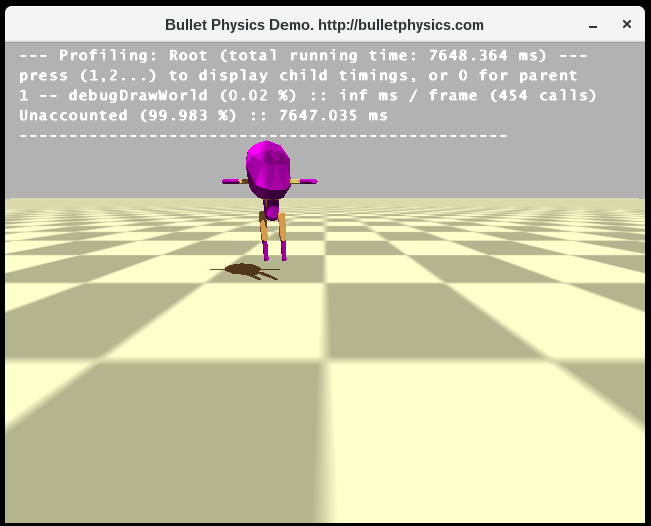 Bullet Physics Demo. http://bulletphysics.com
--- Profiling: Root (total running time: 7648.364 ms) ---
press (1,2...) to display child timings, or 0 for parent
1 -- debugDrawWorld (0.02 %) :: inf ms / frame (454 calls)
Unaccounted (99.983 %) :: 7647.035 ms
-------------------------------------------------